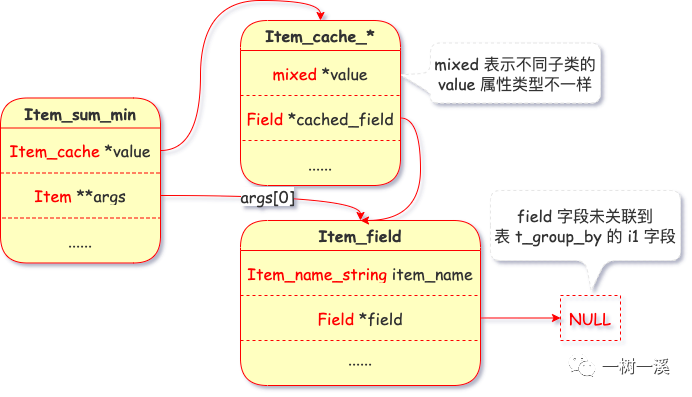 Item_cache_*
mixed *value
Field *cached_field
......
mixed 表示不同子类的
value 属性类型不一样
Item_sum_min
Item_cache *value
Item **args
......
args[0]
Item_field
Item_name_string item_name
Field *field
......
field 字段未关联到
表 t_group_by 的 i1 字段
NULL
一树一溪